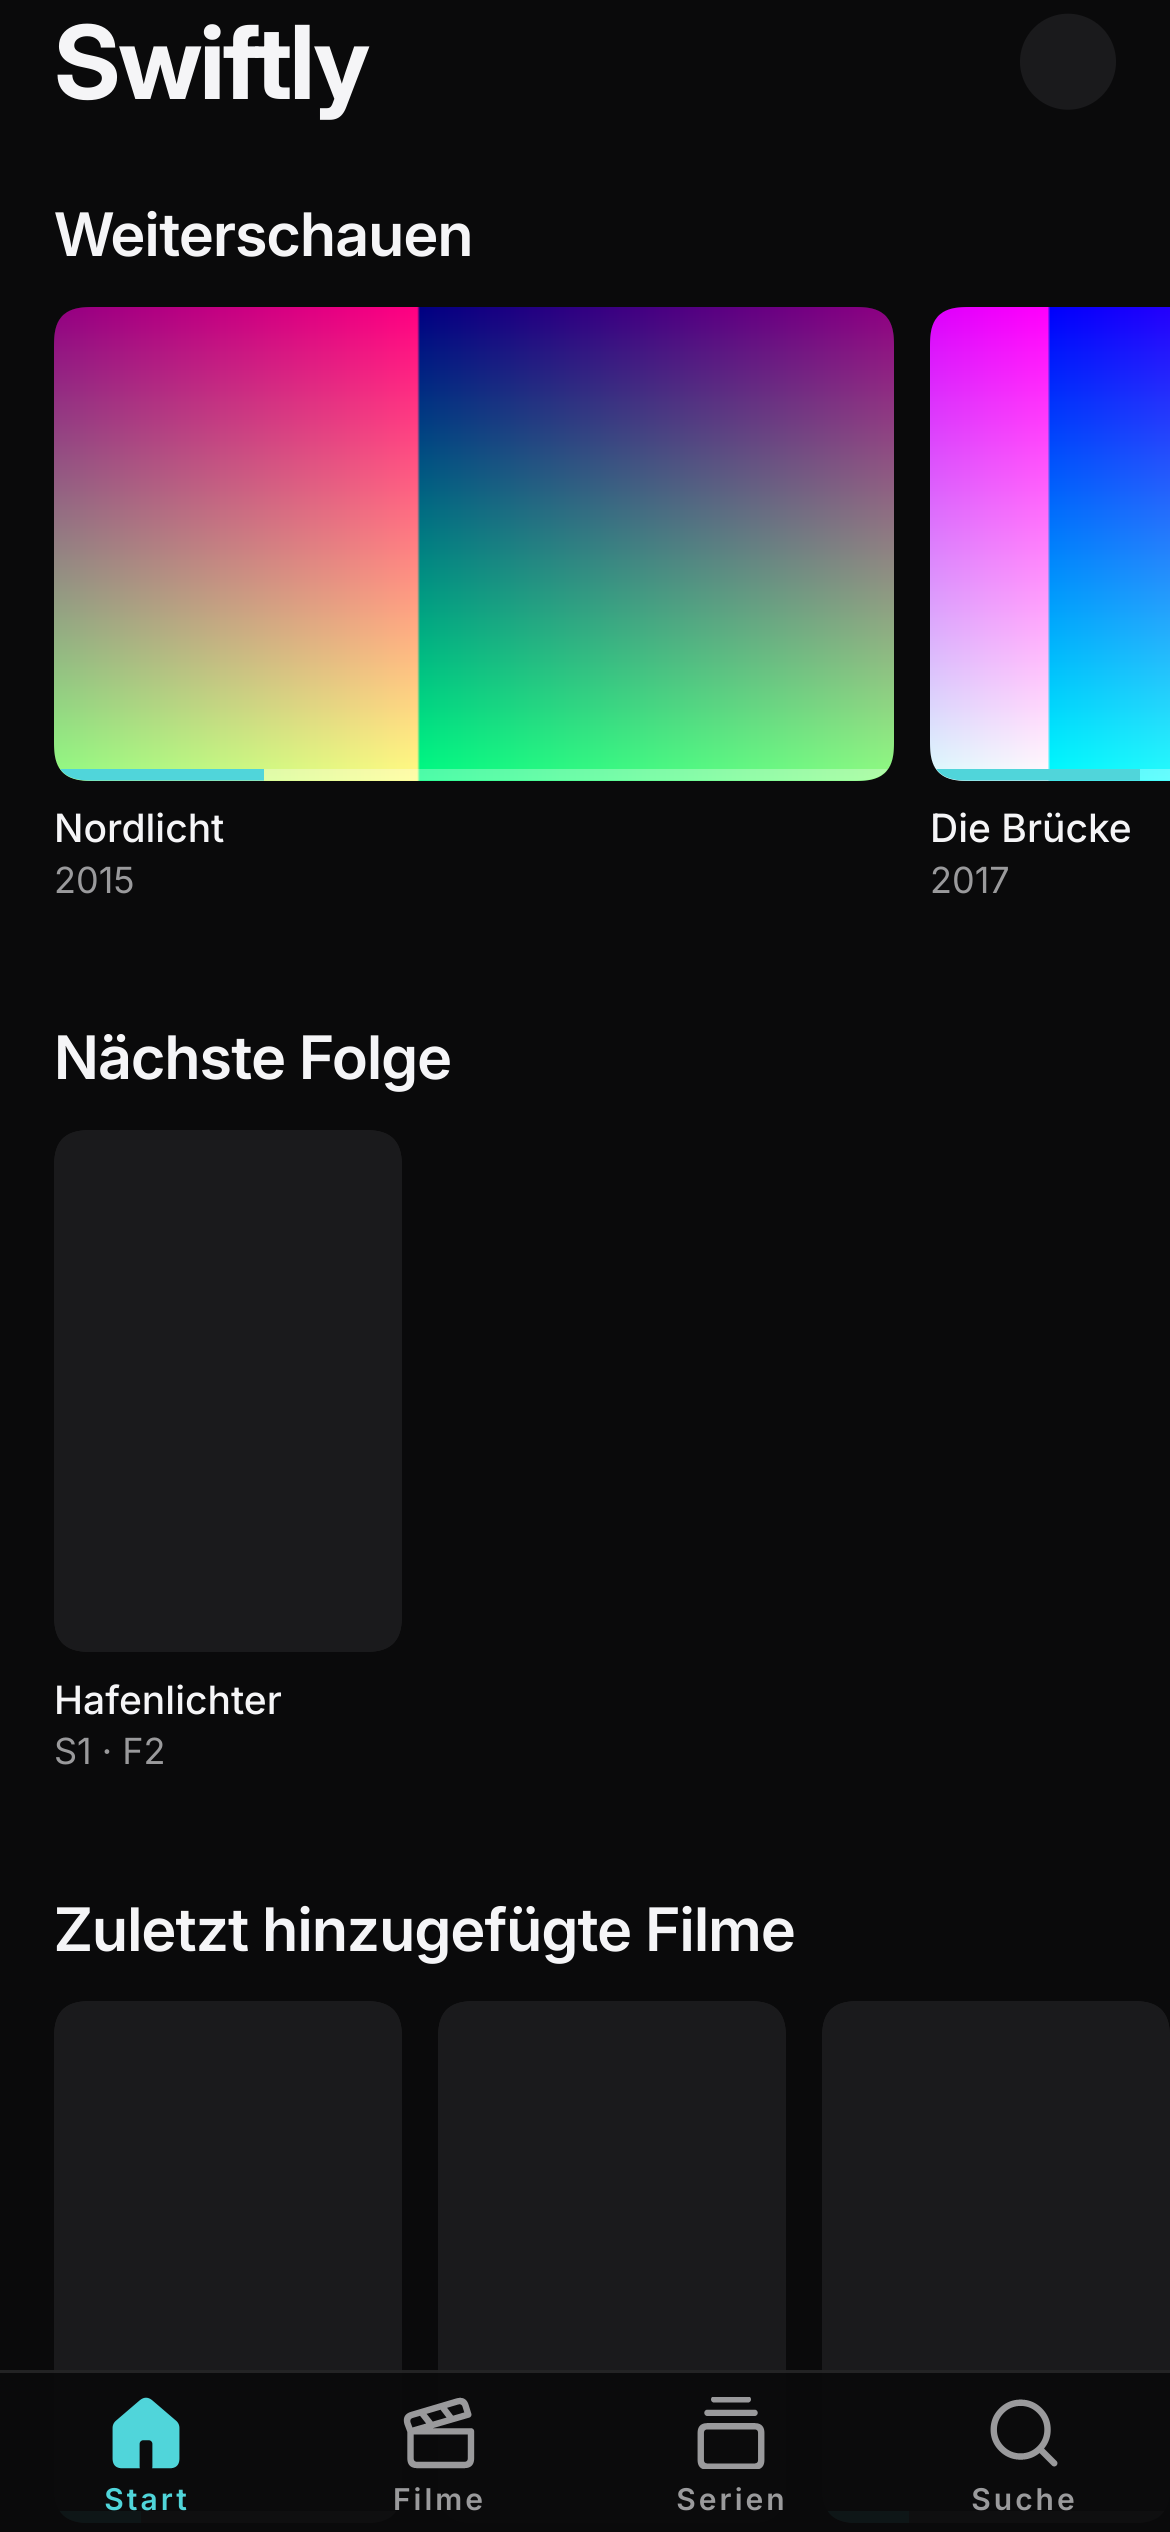 Swiftly
Weiterschauen
Nordlicht
2015
Die Brücke
2017
Nächste Folge
Hafenlichter
S1 · F2
Zuletzt hinzugefügte Filme
Start
Filme
Serien
Suche